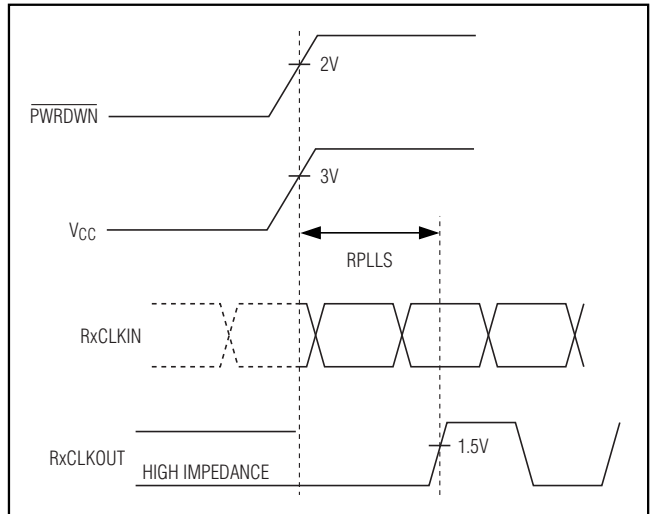 2V
PWRDWN
3V
VCC
RPLLS
RxCLKIN
RxCLKOUT
1.5V
HIGH IMPEDANCE